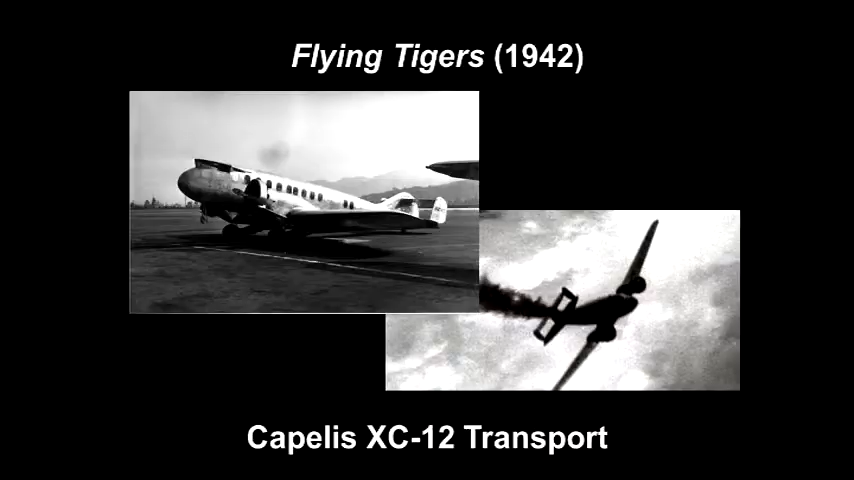 Flying Tigers (1942)
Capelis XC-12 Transport